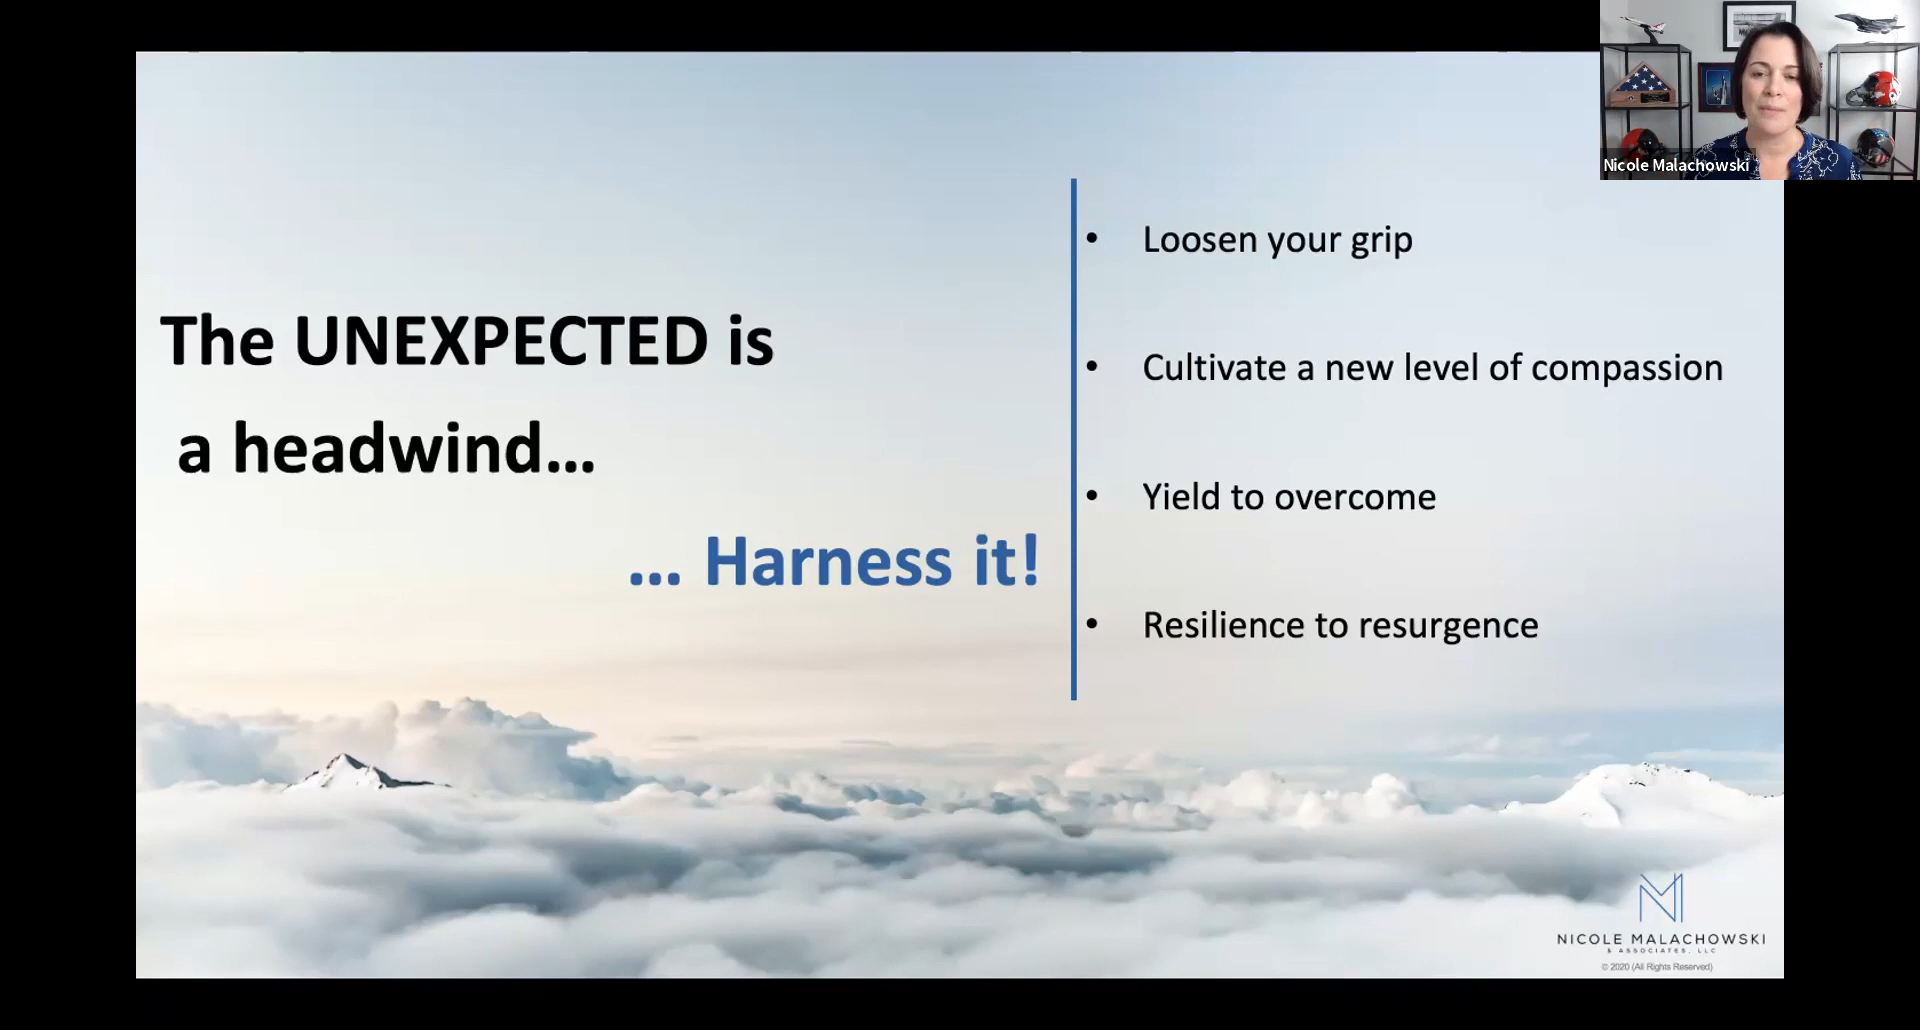 Nicole Malachowski
The UNEXPECTED is
a headwind...
... Harness it!
• Loosen your grip
• Cultivate a new level of compassion
• Yield to overcome
• Resilience to resurgence
NICOLE MALACHOWSKI
& ASSOCIATES, LLC
© 2020 (All Rights Reserved)